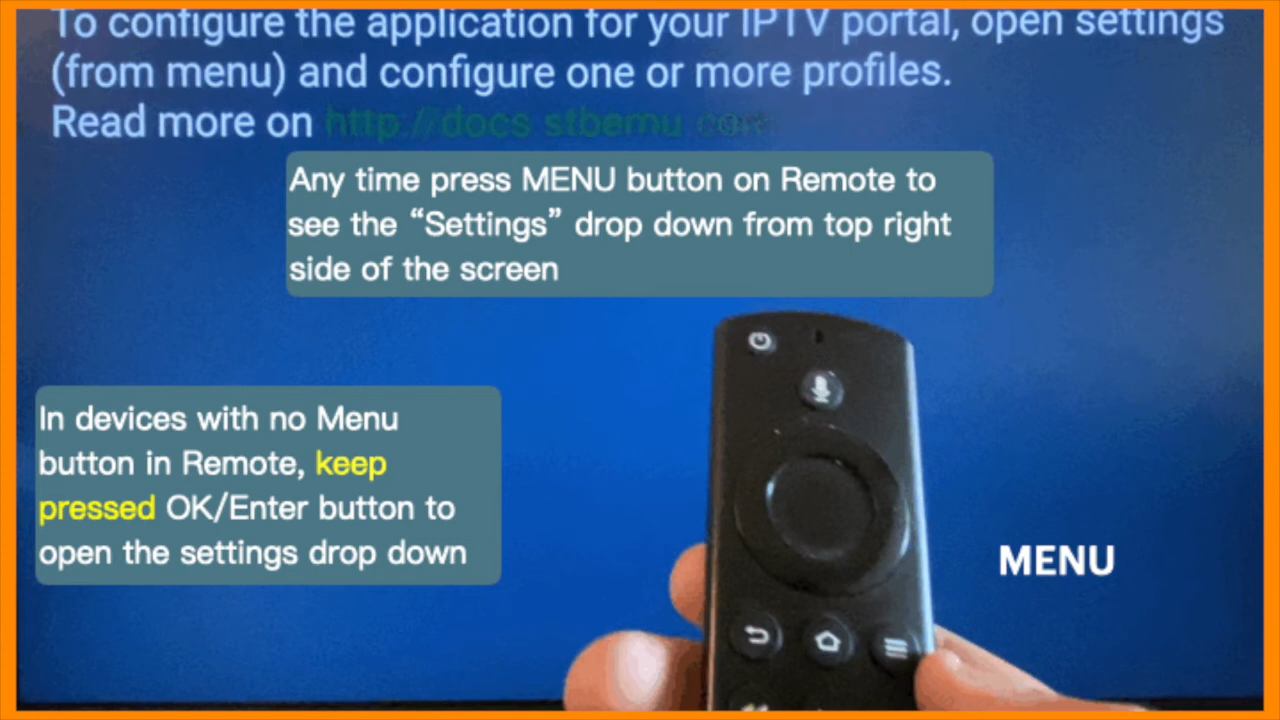 To configure the application for your IPTV portal, open settings
(from menu) and configure one or more profiles.
Read more on http://docs.stbemu.com
Any time press MENU button on Remote to
see the “Settings” drop down from top right
side of the screen
In devices with no Menu
button in Remote, keep
pressed OK/Enter button to
open the settings drop down
MENU